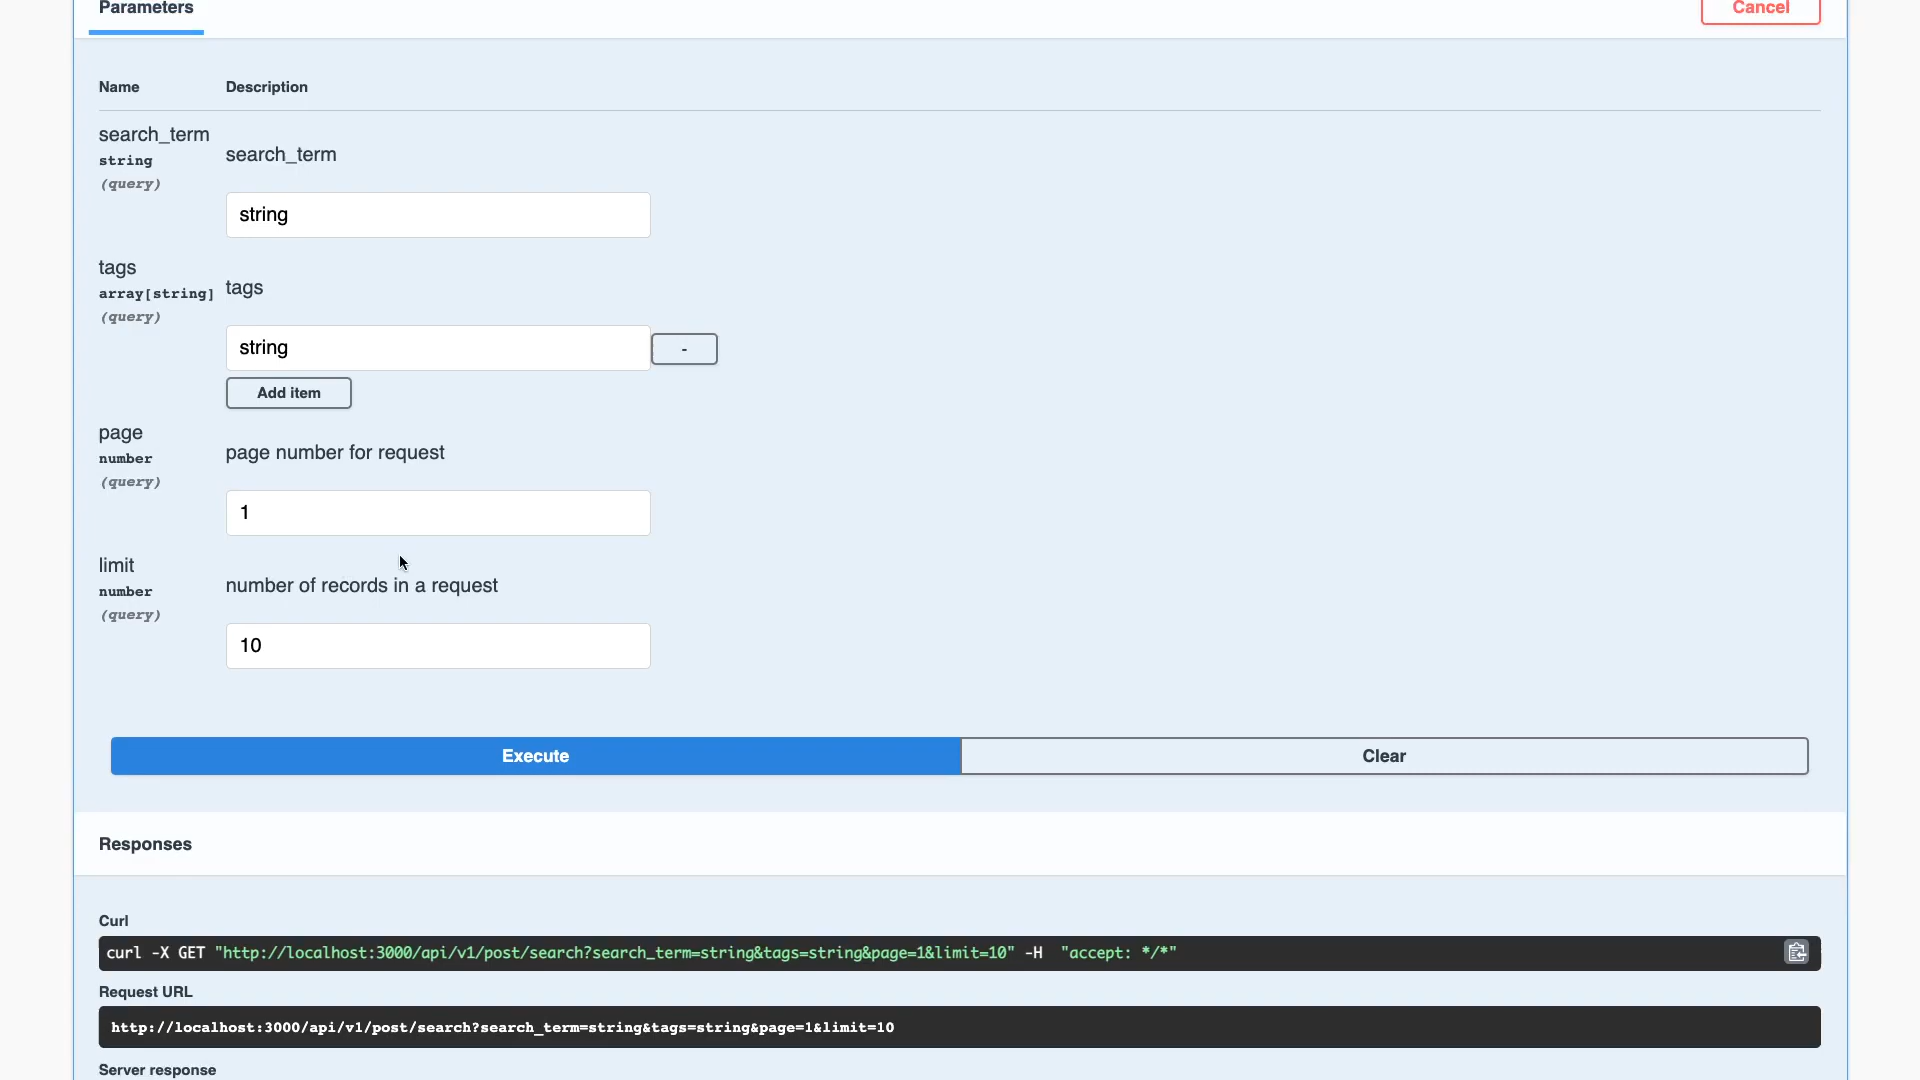 Parameters
Cancel
Name
Description
search_term
string
(query)
search_term
string
tags
array[string]
(query)
tags
string
-
Add item
page
number
(query)
page number for request
1
limit
number
(query)
number of records in a request
10
Execute
Clear
Responses
Curl
curl -X GET "http://localhost:3000/api/v1/post/search?search_term=string&tags=string&page=1&limit=10" -H  "accept: */*"
Request URL
http://localhost:3000/api/v1/post/search?search_term=string&tags=string&page=1&limit=10
Server response